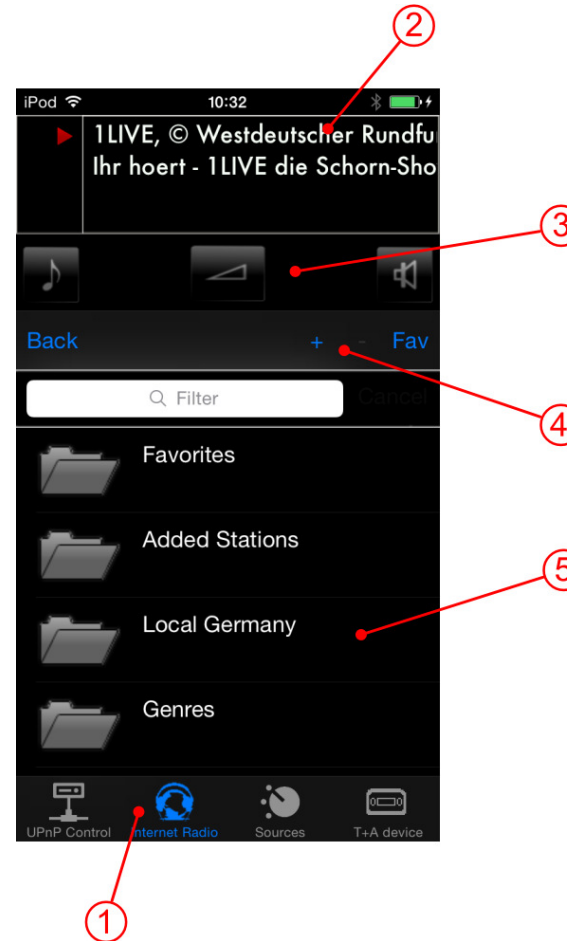 2
iPod 10:32
1LIVE, © Westdeutscher Rundfu
Ihr hoert - 1LIVE die Schorn-Sho
3
Back + - Fav
Filter Cancel
4
Favorites
Added Stations
5
Local Germany
Genres
UPnP Control Internet Radio Sources T+A device
1